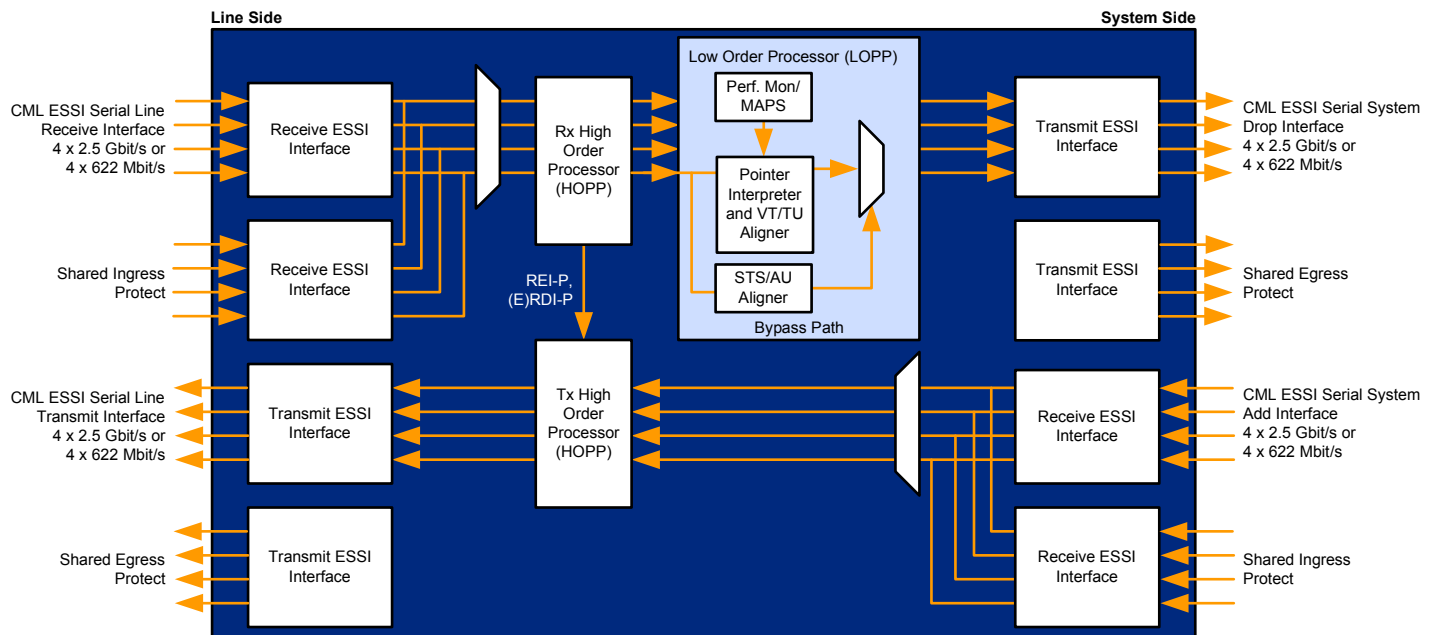 Line Side
System Side
CML ESSI Serial Line
Receive Interface
4 x 2.5 Gbit/s or
4 x 622 Mbit/s
Receive ESSI
Interface
Rx High
Order
Processor
(HOPP)
Low Order Processor (LOPP)
Perf. Mon/
MAPS
Pointer
Interpreter
and VT/TU
Aligner
STS/AU
Aligner
Bypass Path
Transmit ESSI
Interface
CML ESSI Serial System
Drop Interface
4 x 2.5 Gbit/s or
4 x 622 Mbit/s
Shared Ingress
Protect
Receive ESSI
Interface
REI-P,
(E)RDI-P
Transmit ESSI
Interface
Shared Egress
Protect
CML ESSI Serial Line
Transmit Interface
4 x 2.5 Gbit/s or
4 x 622 Mbit/s
Transmit ESSI
Interface
Tx High
Order
Processor
(HOPP)
Receive ESSI
Interface
CML ESSI Serial System
Add Interface
4 x 2.5 Gbit/s or
4 x 622 Mbit/s
Shared Egress
Protect
Transmit ESSI
Interface
Receive ESSI
Interface
Shared Ingress
Protect